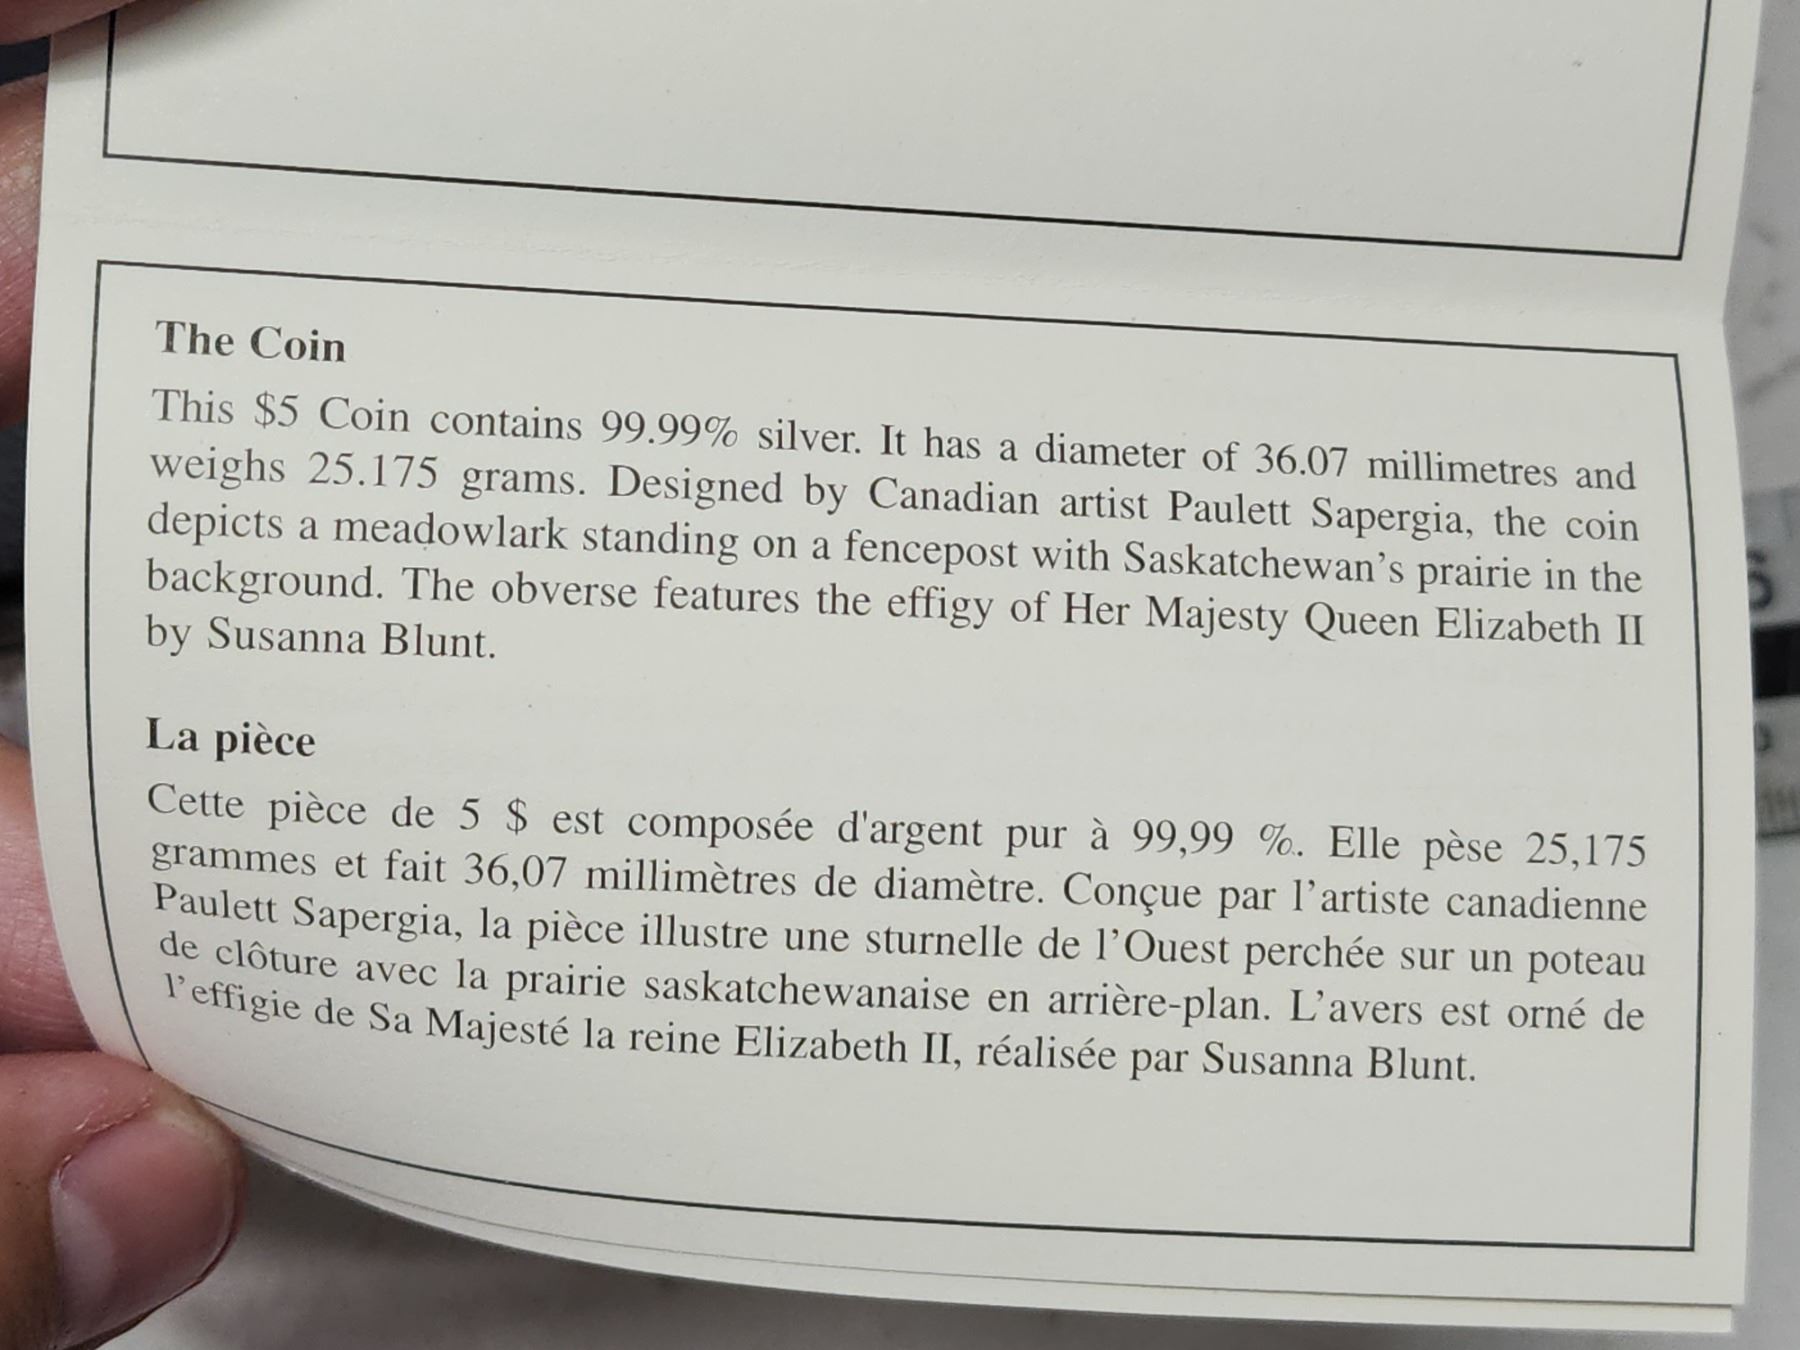 The Coin
This $5 Coin contains 99.99% silver. It has a diameter of 36.07 millimetres and
weighs 25.175 grams. Designed by Canadian artist Paulett Sapergia, the coin
depicts a meadowlark standing on a fencepost with Saskatchewan’s prairie in the
background. The obverse features the effigy of Her Majesty Queen Elizabeth II
by Susanna Blunt.
La pièce
Cette pièce de 5 $ est composée d'argent pur à 99,99 %. Elle pèse 25,175
grammes et fait 36,07 millimètres de diamètre. Conçue par l’artiste canadienne
Paulett Sapergia, la pièce illustre une sturnelle de l’Ouest perchée sur un poteau
de clôture avec la prairie saskatchewanaise en arrière-plan. L’avers est orné de
l’effigie de Sa Majesté la reine Elizabeth II, réalisée par Susanna Blunt.